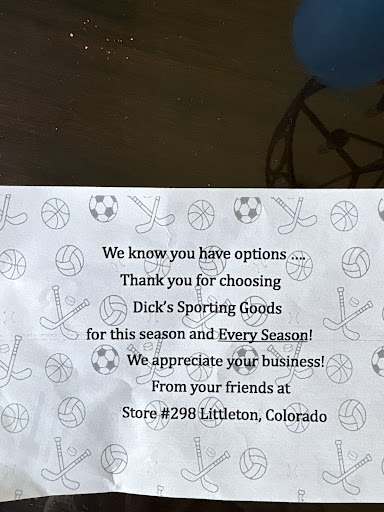 We know you have options ....
Thank you for choosing
Dick's Sporting Goods
for this season and Every Season!
We appreciate your business!
From your friends at
Store #298 Littleton, Colorado